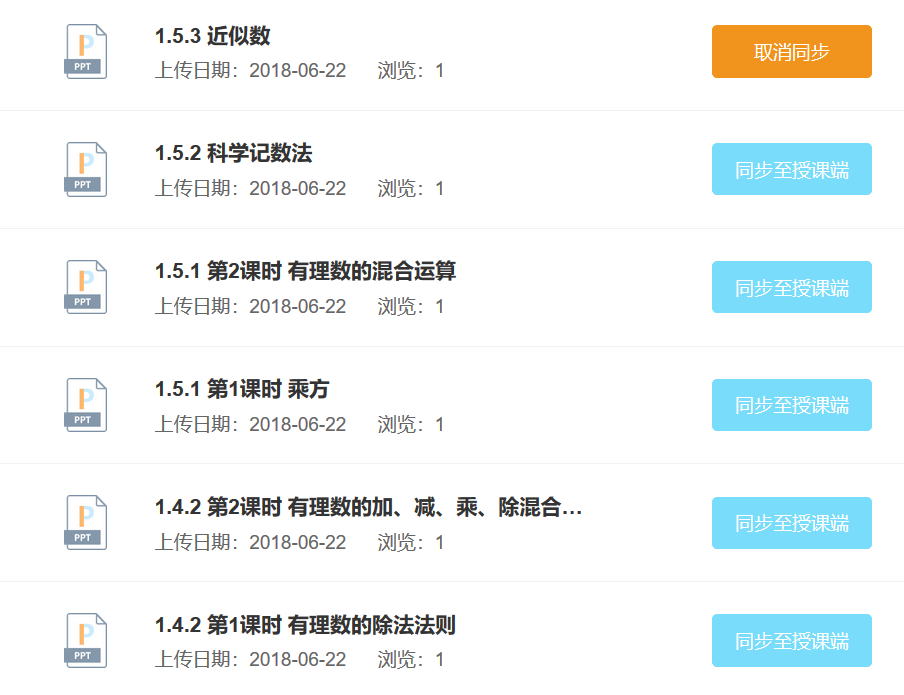 P
PPT
1.5.3 近似数
上传日期：2018-06-22 浏览：1
取消同步
P
PPT
1.5.2 科学记数法
上传日期：2018-06-22 浏览：1
同步至授课端
P
PPT
1.5.1 第2课时 有理数的混合运算
上传日期：2018-06-22 浏览：1
同步至授课端
P
PPT
1.5.1 第1课时 乘方
上传日期：2018-06-22 浏览：1
同步至授课端
P
PPT
1.4.2 第2课时 有理数的加、减、乘、除混合…
上传日期：2018-06-22 浏览：1
同步至授课端
P
PPT
1.4.2 第1课时 有理数的除法法则
上传日期：2018-06-22 浏览：1
同步至授课端